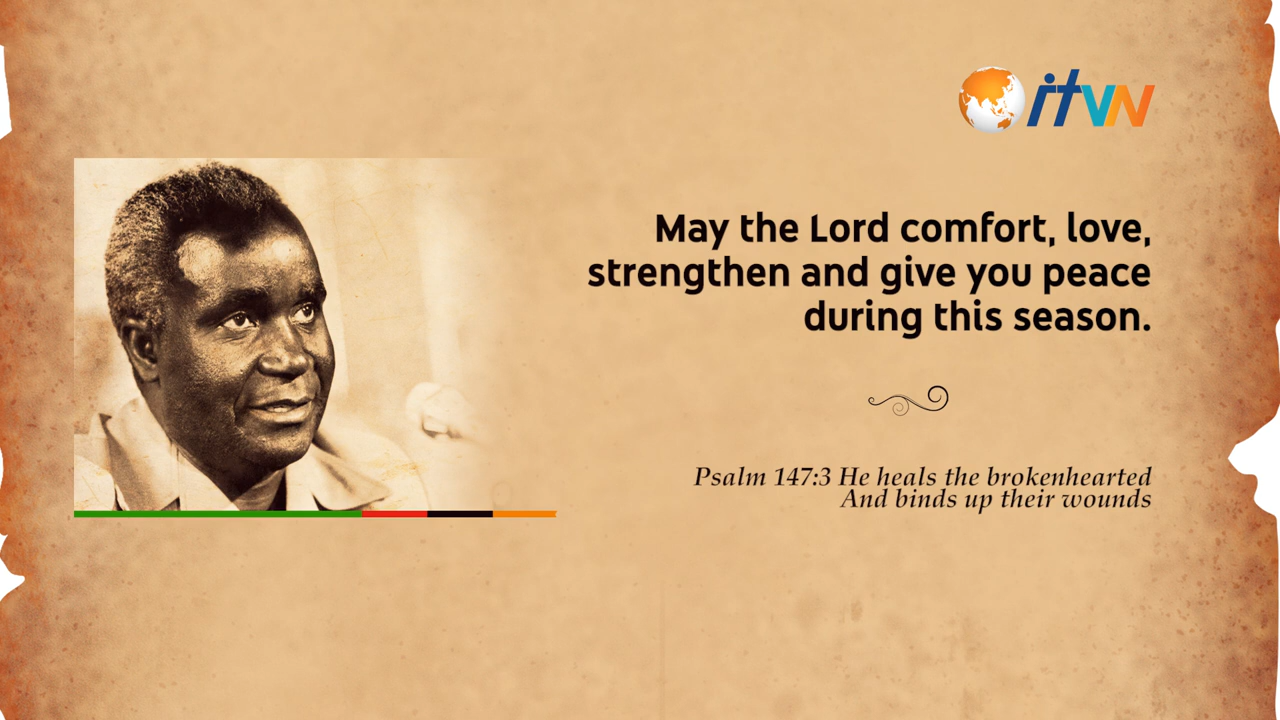 itvn
May the Lord comfort, love,
strengthen and give you peace
during this season.
Psalm 147:3 He heals the brokenhearted
And binds up their wounds